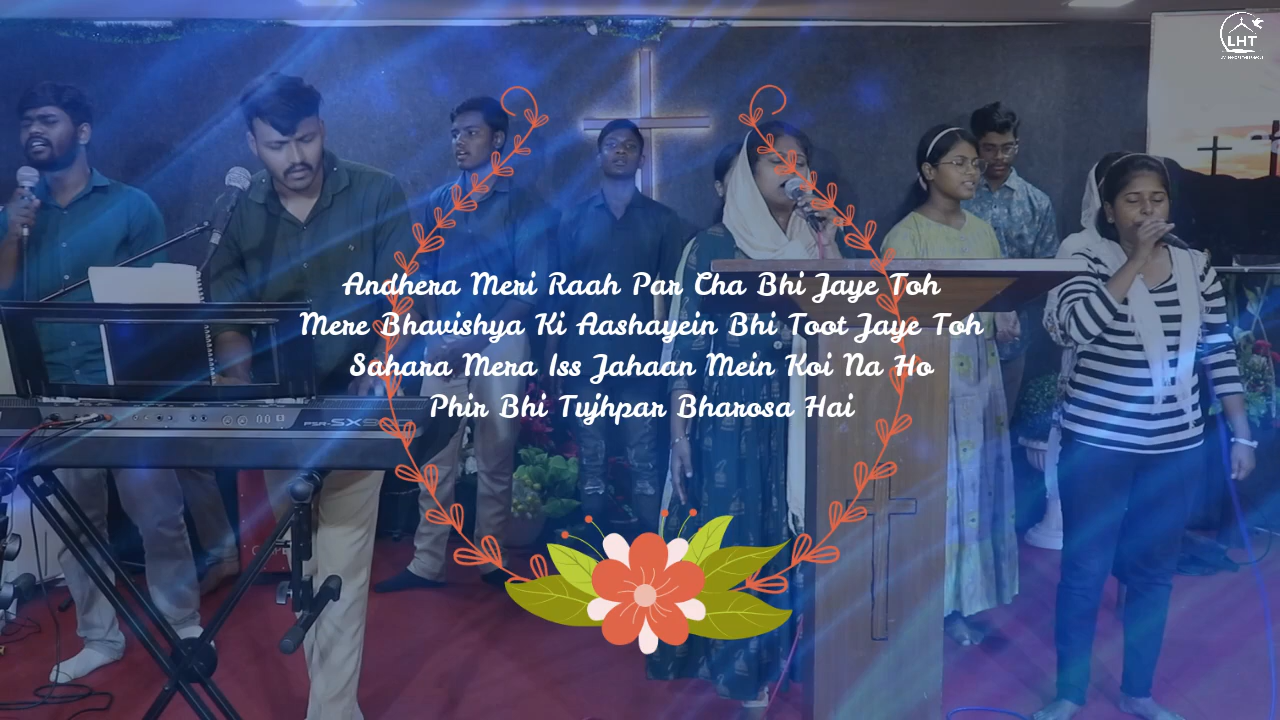 LHT
Andhera Meri Raah Par Cha Bhi Jaye Toh
Mere Bhavishya Ki Aashayein Bhi Toot Jaye Toh
Sahara Mera Iss Jahaan Mein Koi Na Ho
Phir Bhi Tujhpar Bharosa Hai